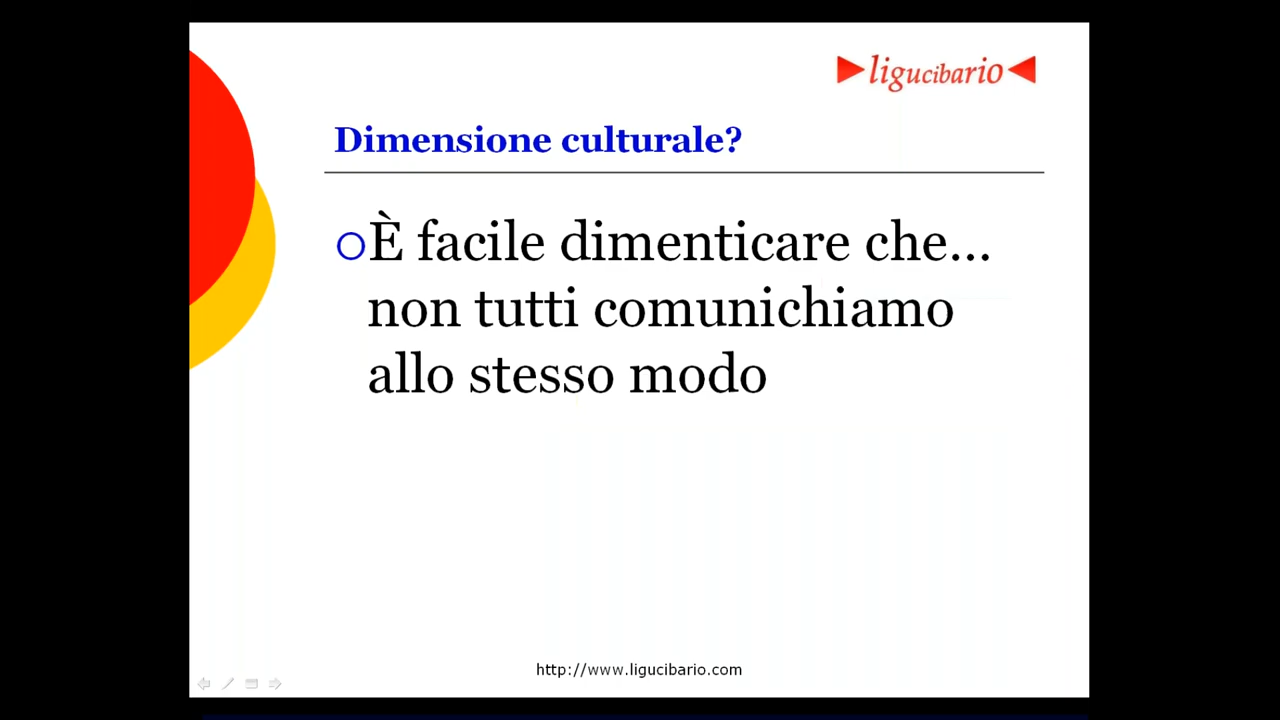 ligucibario
Dimensione culturale?
È facile dimenticare che...
non tutti comunichiamo
allo stesso modo
http://www.ligucibario.com